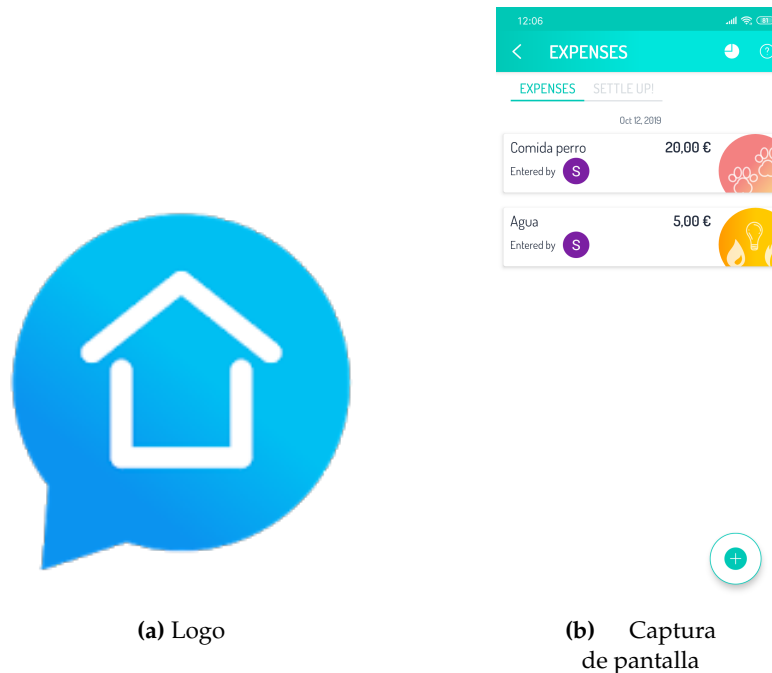 12:06
81
EXPENSES
?
EXPENSES SETTLE UP!
Oct 12, 2019
Comida perro 20,00 €
Entered by S
Agua 5,00 €
Entered by S
(a) Logo
(b) Captura
de pantalla